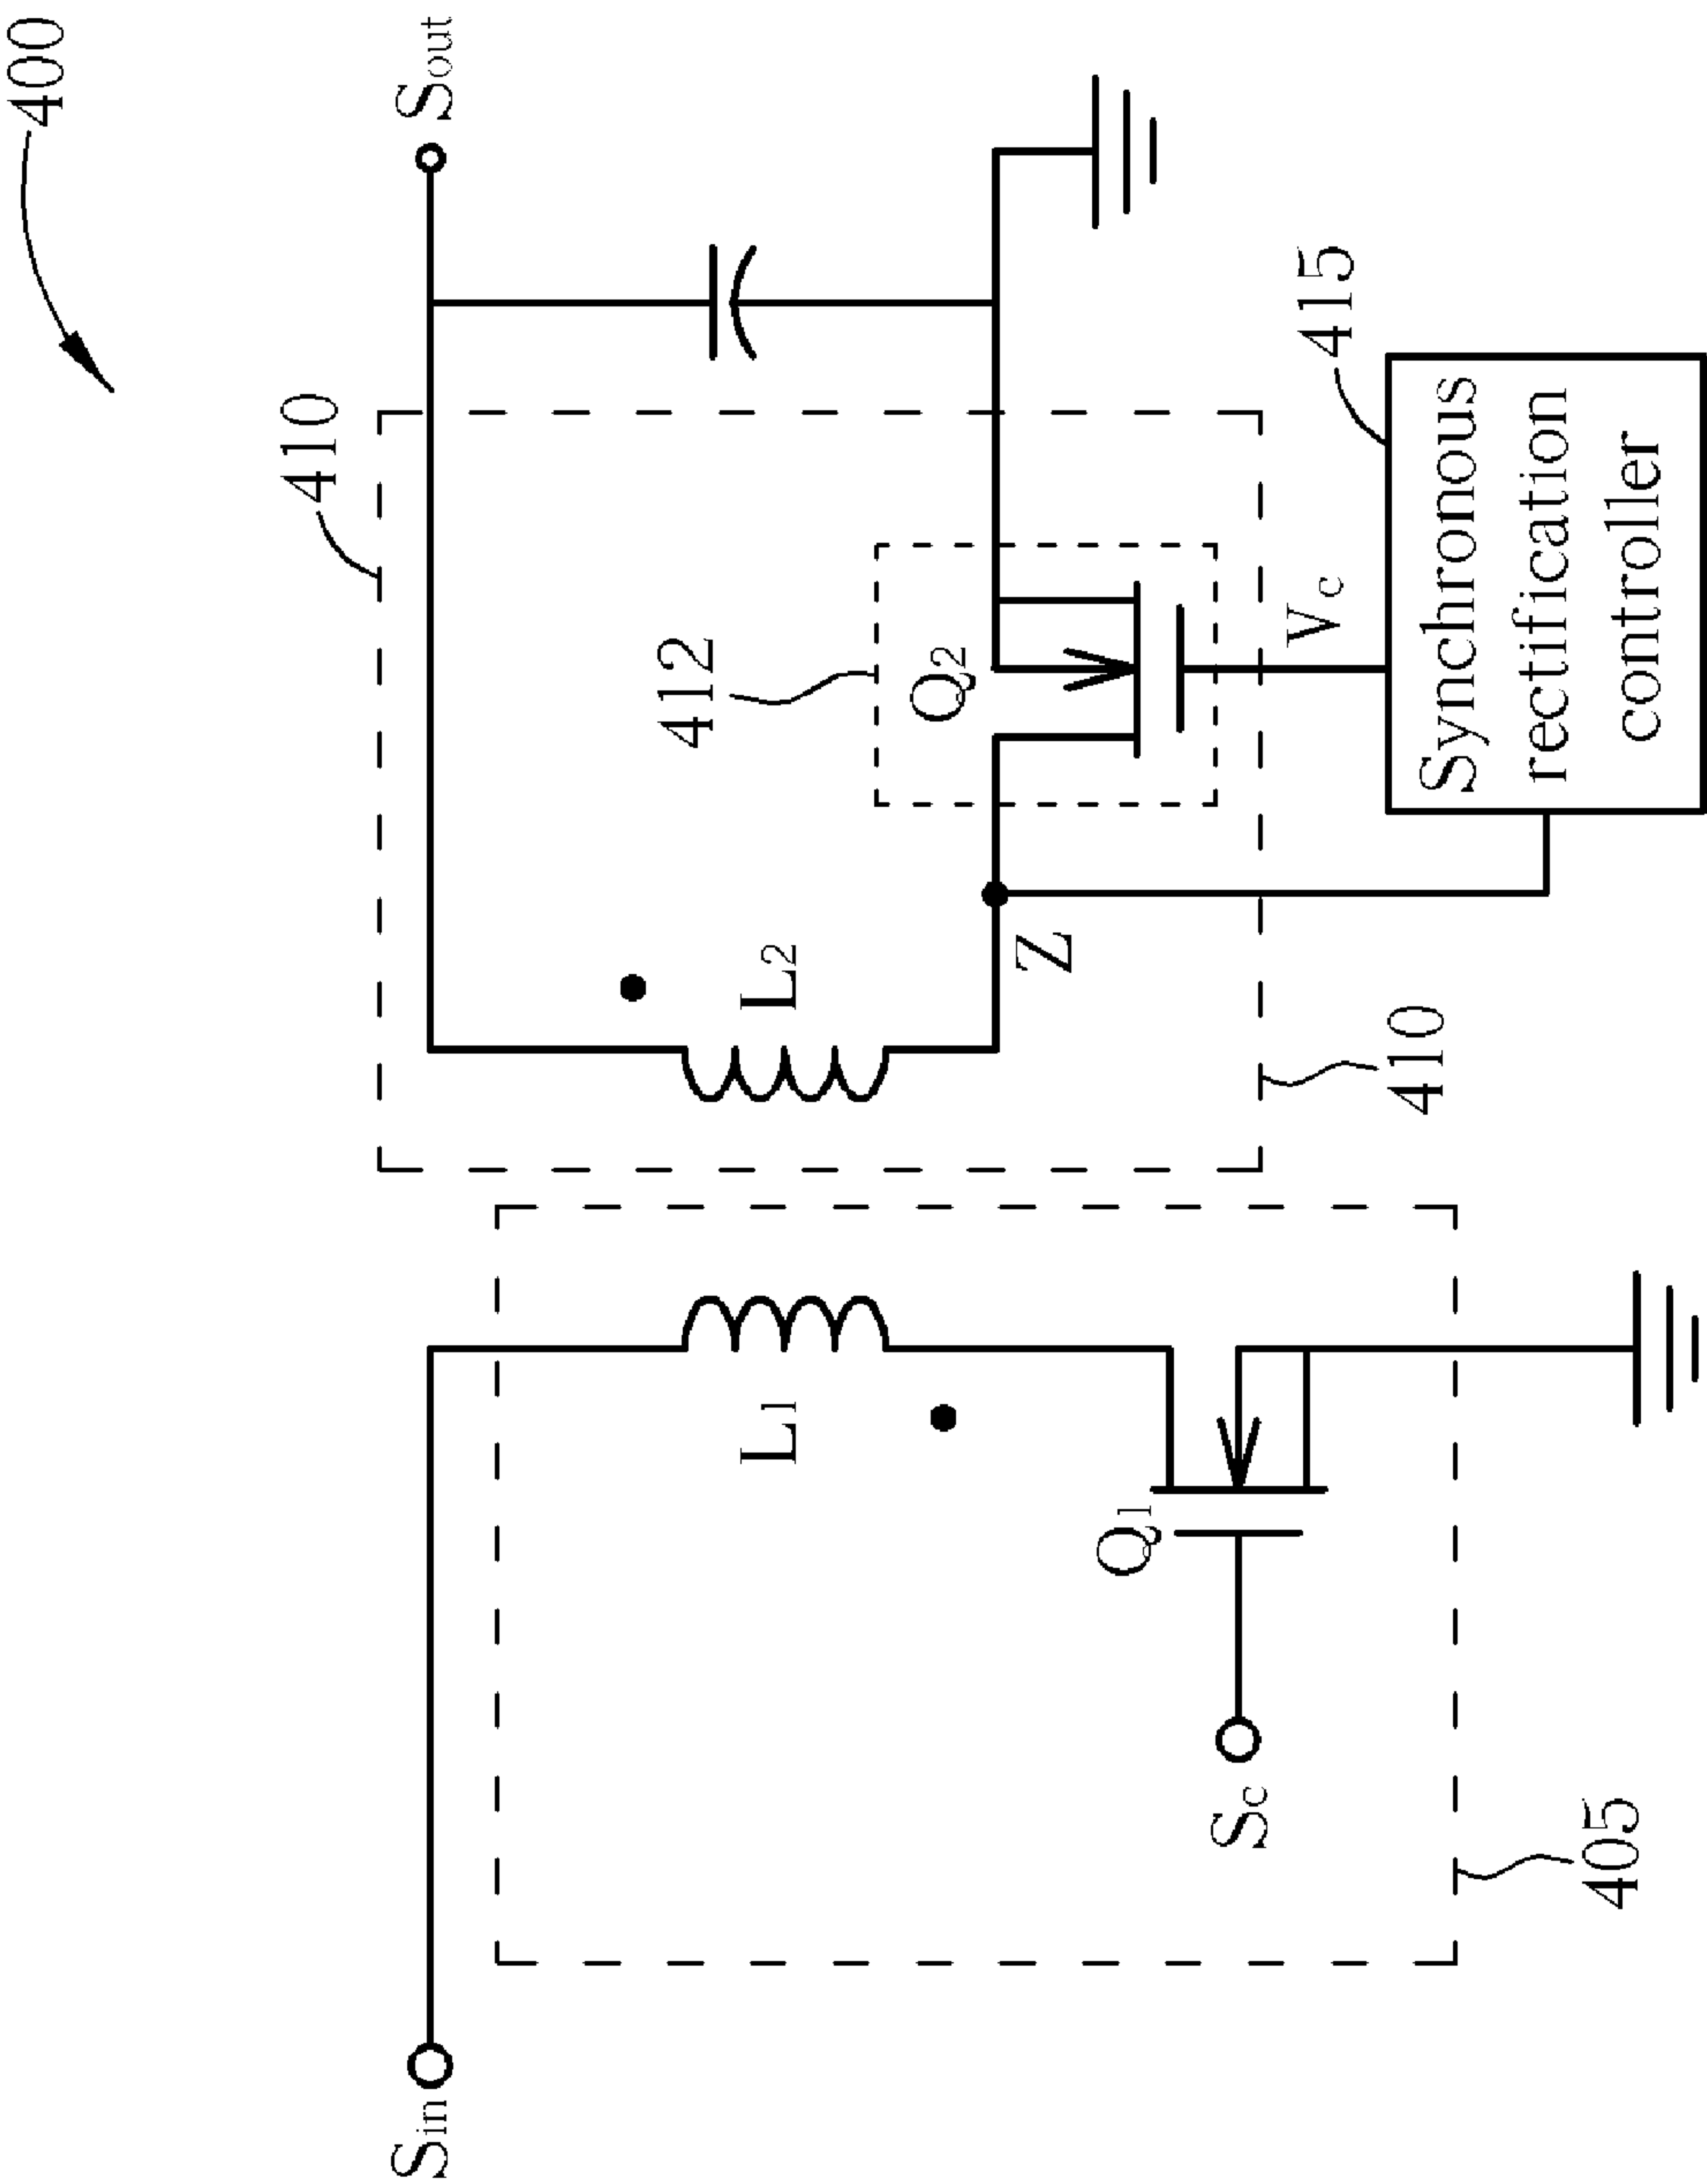 400
Sin
Sout
410
412
L1
L2
Q2
Z
Q1
Sc
Vc
415
410
405
Synchronous
rectification
controller